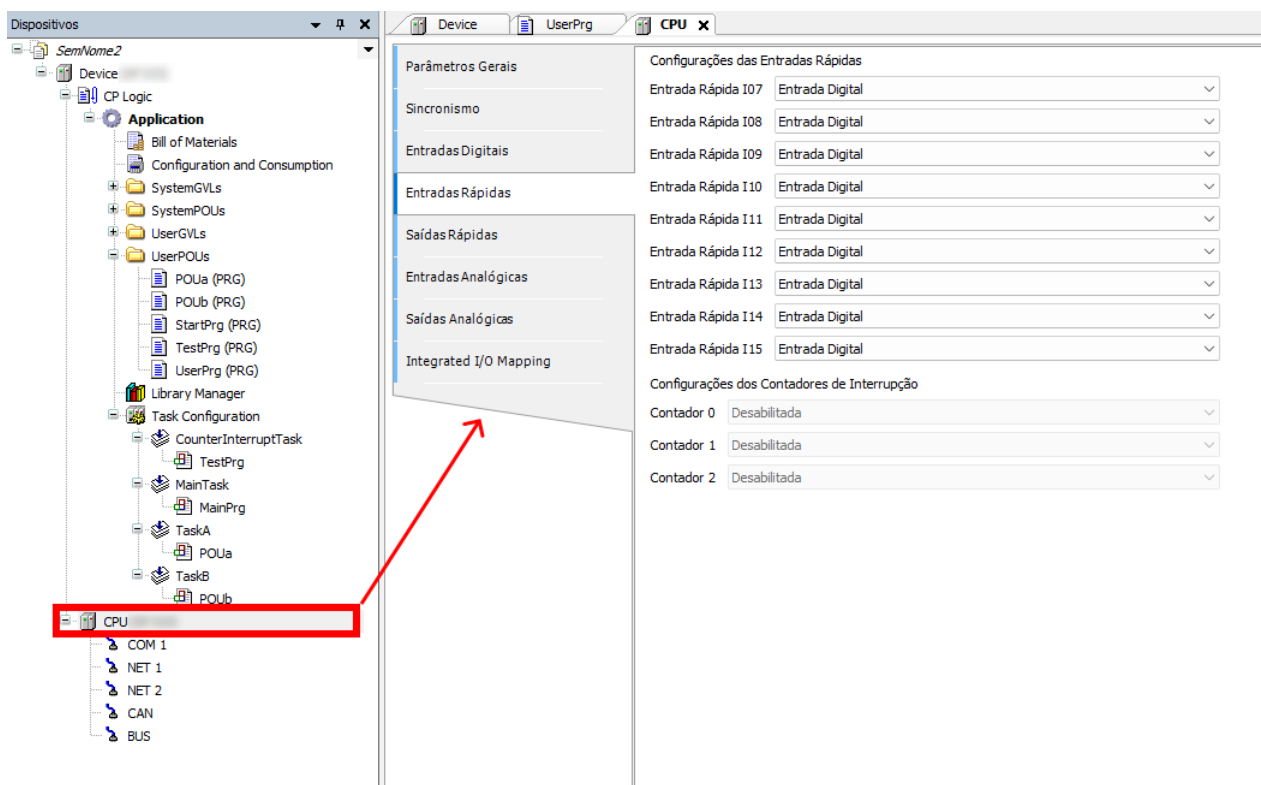 Dispositivos
SemNome2
Device
CP Logic
Application
Bill of Materials
Configuration and Consumption
SystemGVLs
SystemPOUs
UserGVLs
UserPOUs
POUa (PRG)
POUb (PRG)
StartPrg (PRG)
TestPrg (PRG)
UserPrg (PRG)
Library Manager
Task Configuration
CounterInterruptTask
TestPrg
MainTask
MainPrg
TaskA
POUa
TaskB
POUb
CPU
COM 1
NET 1
NET 2
CAN
BUS
Device UserPrg CPU
Parâmetros Gerais
Sincronismo
Entradas Digitais
Entradas Rápidas
Saídas Rápidas
Entradas Analógicas
Saídas Analógicas
Integrated I/O Mapping
Configurações das Entradas Rápidas
Entrada Rápida I07 Entrada Digital
Entrada Rápida I08 Entrada Digital
Entrada Rápida I09 Entrada Digital
Entrada Rápida I10 Entrada Digital
Entrada Rápida I11 Entrada Digital
Entrada Rápida I12 Entrada Digital
Entrada Rápida I13 Entrada Digital
Entrada Rápida I14 Entrada Digital
Entrada Rápida I15 Entrada Digital
Configurações dos Contadores de Interrupção
Contador 0 Desabilitada
Contador 1 Desabilitada
Contador 2 Desabilitada